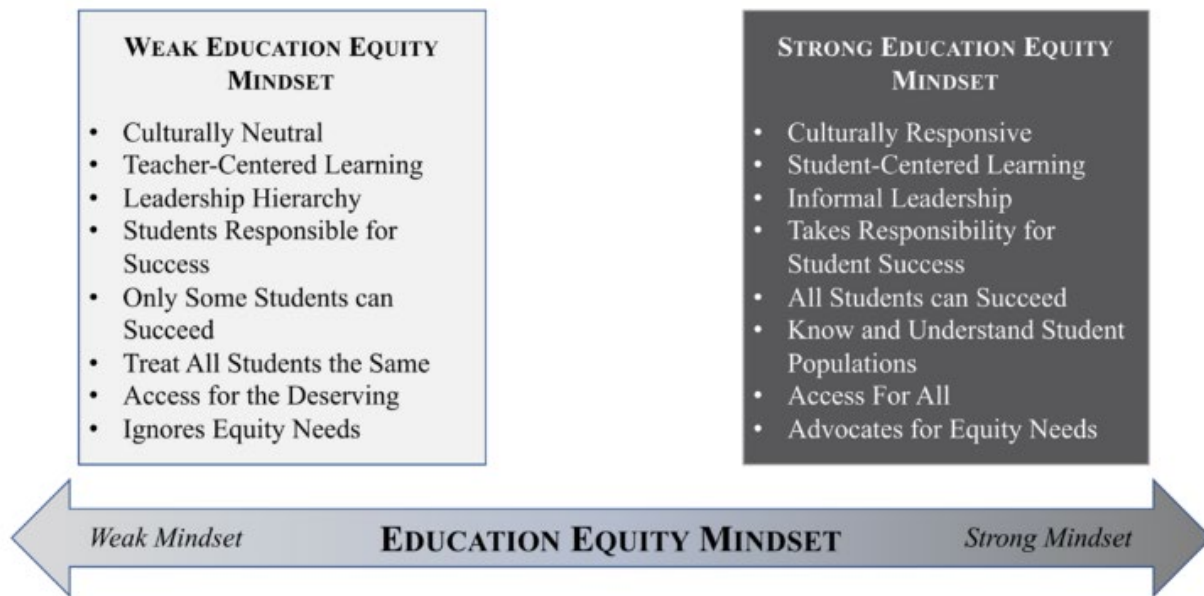 WEAK EDUCATION EQUITY
MINDSET
• Culturally Neutral
• Teacher-Centered Learning
• Leadership Hierarchy
• Students Responsible for
Success
• Only Some Students can
Succeed
• Treat All Students the Same
• Access for the Deserving
• Ignores Equity Needs
STRONG EDUCATION EQUITY
MINDSET
• Culturally Responsive
• Student-Centered Learning
• Informal Leadership
• Takes Responsibility for
Student Success
• All Students can Succeed
• Know and Understand Student
Populations
• Access For All
• Advocates for Equity Needs
Weak Mindset EDUCATION EQUITY MINDSET Strong Mindset